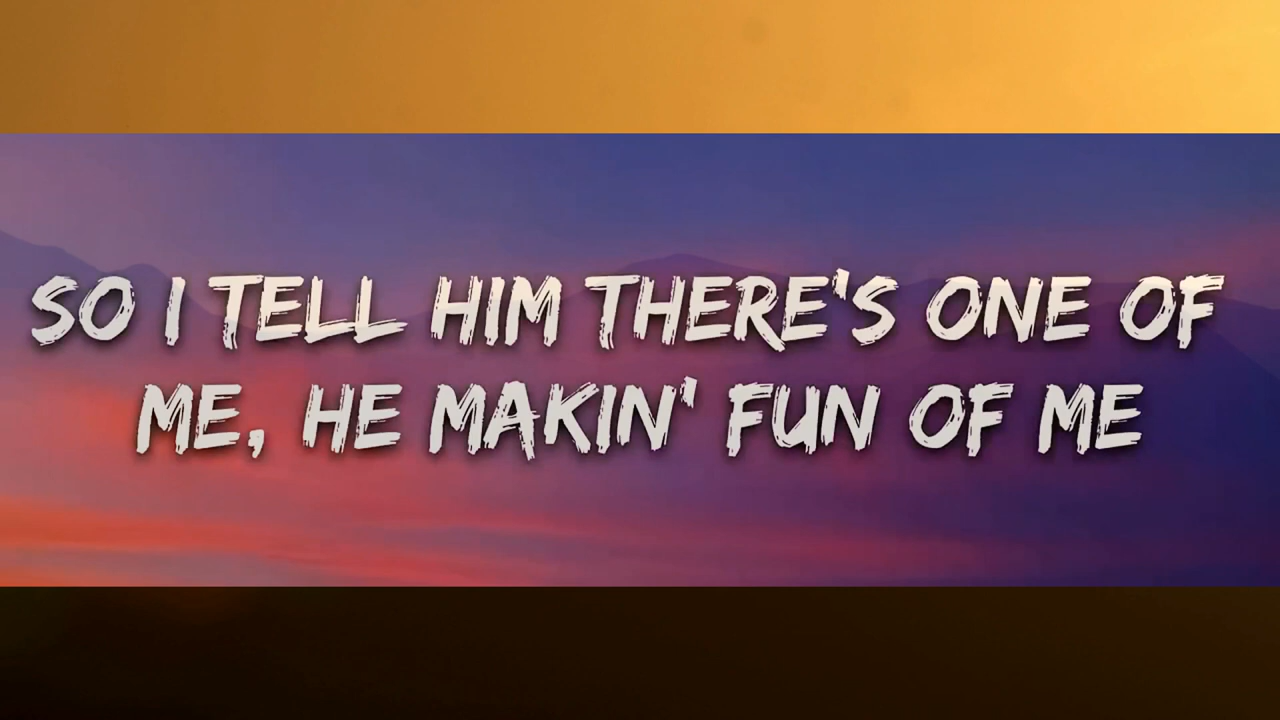 SO I TELL HIM THERE'S ONE OF
ME, HE MAKIN' FUN OF ME